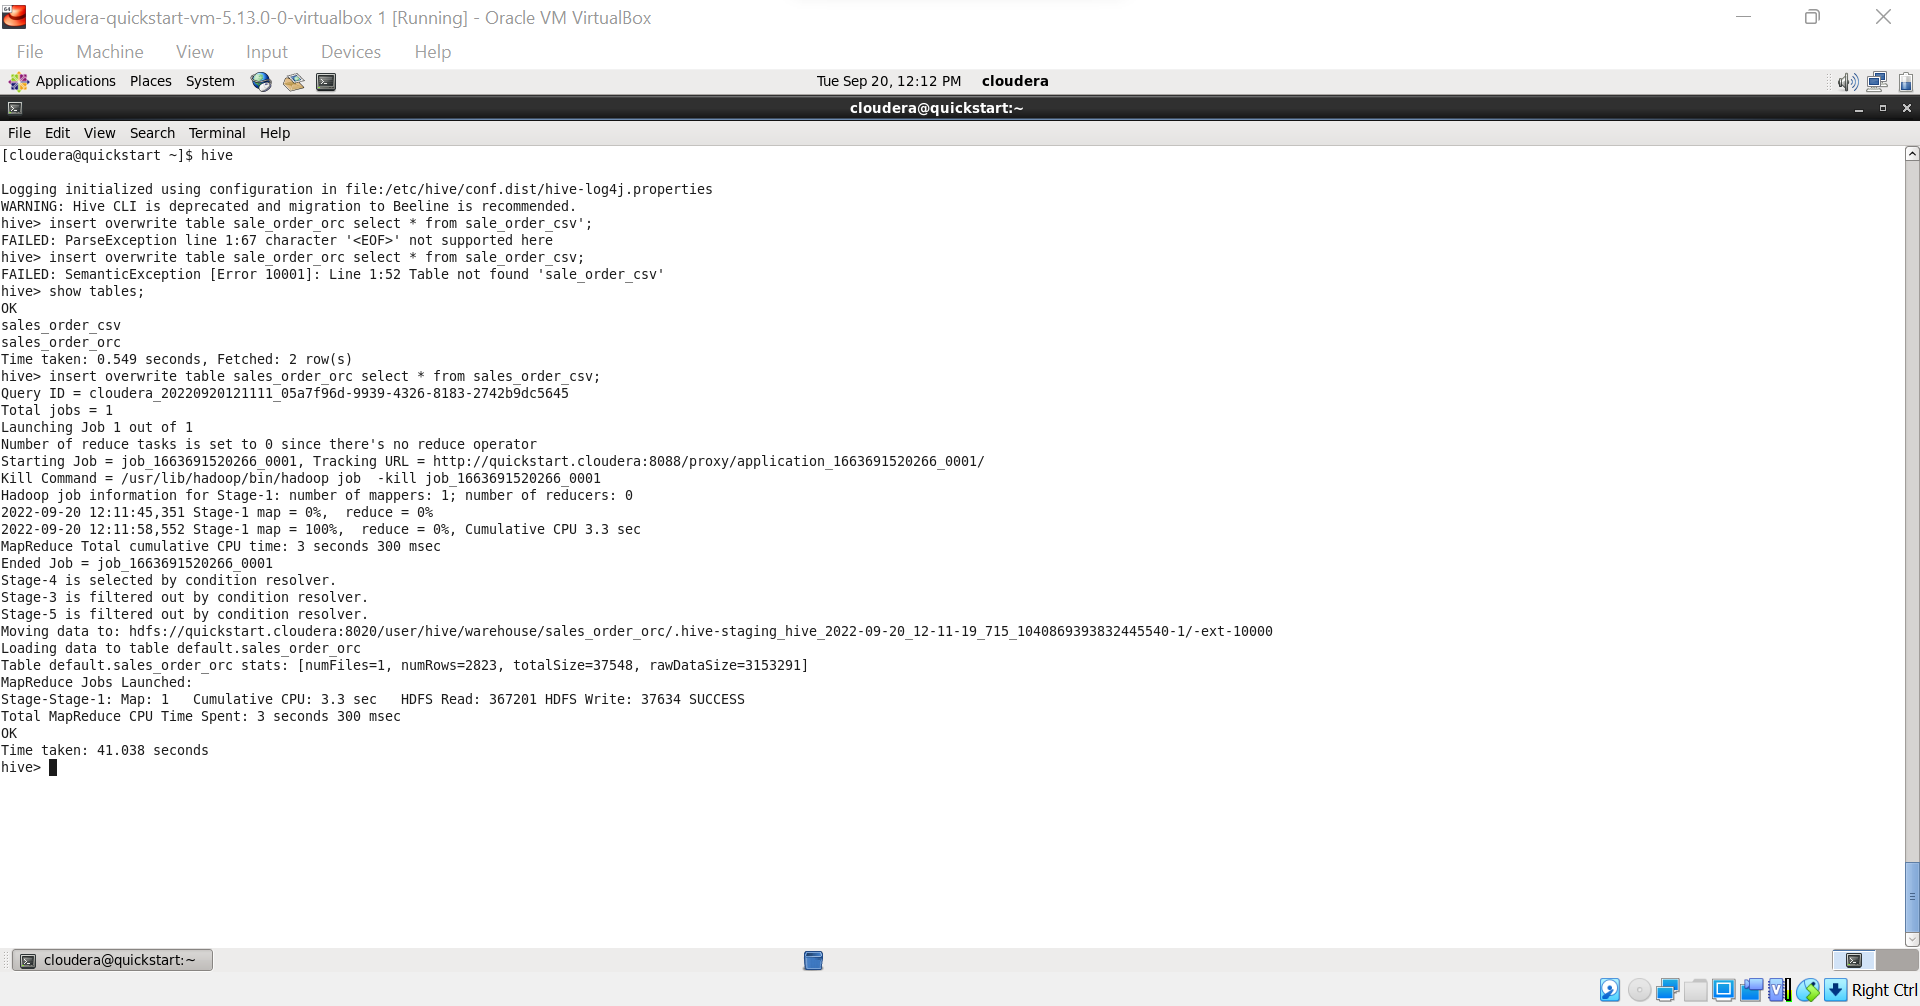 cloudera-quickstart-vm-5.13.0-0-virtualbox 1 [Running] - Oracle VM VirtualBox
File Machine View Input Devices Help
Applications Places System Tue Sep 20, 12:12 PM cloudera
cloudera@quickstart:~
File Edit View Search Terminal Help
[cloudera@quickstart ~]$ hive
Logging initialized using configuration in file:/etc/hive/conf.dist/hive-log4j.properties
WARNING: Hive CLI is deprecated and migration to Beeline is recommended.
hive> insert overwrite table sale_order_orc select * from sale_order_csv';
FAILED: ParseException line 1:67 character '<EOF>' not supported here
hive> insert overwrite table sale_order_orc select * from sale_order_csv;
FAILED: SemanticException [Error 10001]: Line 1:52 Table not found 'sale_order_csv'
hive> show tables;
OK
sales_order_csv
sales_order_orc
Time taken: 0.549 seconds, Fetched: 2 row(s)
hive> insert overwrite table sales_order_orc select * from sales_order_csv;
Query ID = cloudera_20220920121111_05a7f96d-9939-4326-8183-2742b9dc5645
Total jobs = 1
Launching Job 1 out of 1
Number of reduce tasks is set to 0 since there's no reduce operator
Starting Job = job_1663691520266_0001, Tracking URL = http://quickstart.cloudera:8088/proxy/application_1663691520266_0001/
Kill Command = /usr/lib/hadoop/bin/hadoop job  -kill job_1663691520266_0001
Hadoop job information for Stage-1: number of mappers: 1; number of reducers: 0
2022-09-20 12:11:45,351 Stage-1 map = 0%,  reduce = 0%
2022-09-20 12:11:58,552 Stage-1 map = 100%,  reduce = 0%, Cumulative CPU 3.3 sec
MapReduce Total cumulative CPU time: 3 seconds 300 msec
Ended Job = job_1663691520266_0001
Stage-4 is selected by condition resolver.
Stage-3 is filtered out by condition resolver.
Stage-5 is filtered out by condition resolver.
Moving data to: hdfs://quickstart.cloudera:8020/user/hive/warehouse/sales_order_orc/.hive-staging_hive_2022-09-20_12-11-19_715_1040869393832445540-1/-ext-10000
Loading data to table default.sales_order_orc
Table default.sales_order_orc stats: [numFiles=1, numRows=2823, totalSize=37548, rawDataSize=3153291]
MapReduce Jobs Launched:
Stage-Stage-1: Map: 1   Cumulative CPU: 3.3 sec   HDFS Read: 367201 HDFS Write: 37634 SUCCESS
Total MapReduce CPU Time Spent: 3 seconds 300 msec
OK
Time taken: 41.038 seconds
hive>
cloudera@quickstart:~
Right Ctrl